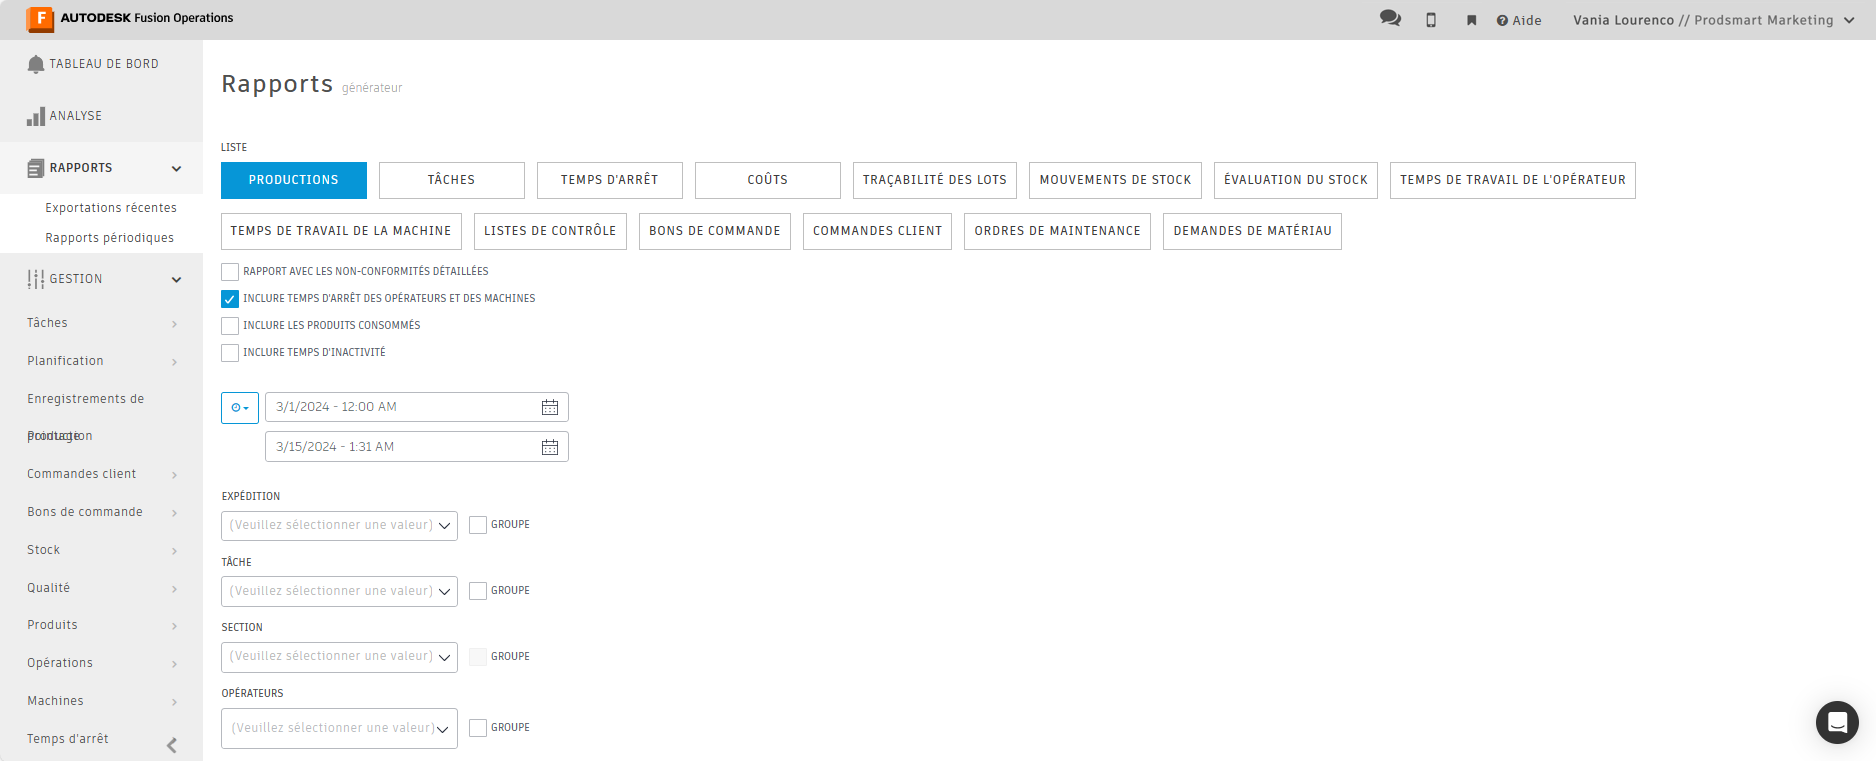 AUTODESK Fusion Operations
Aide
Vania Lourenco // Prodsmart Marketing
TABLEAU DE BORD
ANALYSE
RAPPORTS
Exportations récentes
Rapports périodiques
GESTION
Tâches
Planification
Enregistrements de
production
pointage
Commandes client
Bons de commande
Stock
Qualité
Produits
Opérations
Machines
Temps d'arrêt
Rapports générateur
LISTE
PRODUCTIONS
TÂCHES
TEMPS D'ARRÊT
COÛTS
TRAÇABILITÉ DES LOTS
MOUVEMENTS DE STOCK
ÉVALUATION DU STOCK
TEMPS DE TRAVAIL DE L'OPÉRATEUR
TEMPS DE TRAVAIL DE LA MACHINE
LISTES DE CONTRÔLE
BONS DE COMMANDE
COMMANDES CLIENT
ORDRES DE MAINTENANCE
DEMANDES DE MATÉRIAU
RAPPORT AVEC LES NON-CONFORMITÉS DÉTAILLÉES
INCLURE TEMPS D'ARRÊT DES OPÉRATEURS ET DES MACHINES
INCLURE LES PRODUITS CONSOMMÉS
INCLURE TEMPS D'INACTIVITÉ
3/1/2024 - 12:00 AM
3/15/2024 - 1:31 AM
EXPÉDITION
(Veuillez sélectionner une valeur)
GROUPE
TÂCHE
(Veuillez sélectionner une valeur)
GROUPE
SECTION
(Veuillez sélectionner une valeur)
GROUPE
OPÉRATEURS
(Veuillez sélectionner une valeur)
GROUPE